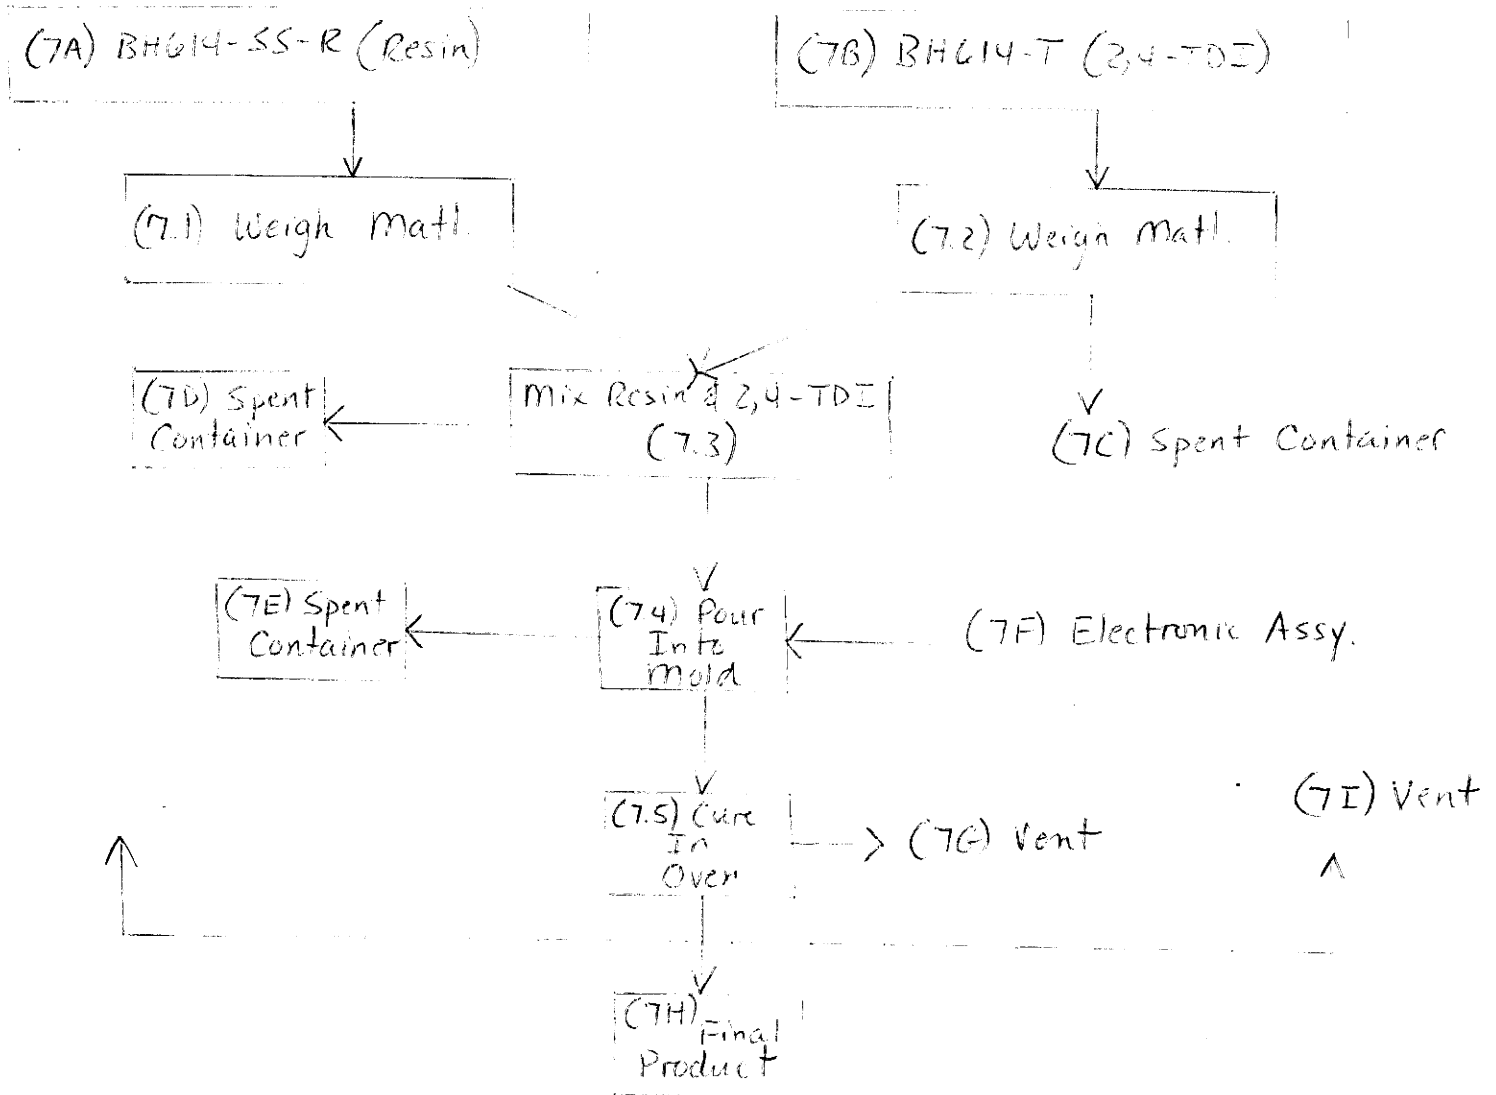 (7A) BH614-SS-R (Resin)
(7B) BH614-T (2,4-TDI)
(7.1) Weigh Matl.
(7.2) Weigh Matl.
(7D) Spent
Container
Mix Resin & 2,4-TDI
(7.3)
(7C) Spent Container
(7E) Spent
Container
(7.4) Pour
Into
Mold
(7F) Electronic Assy.
(7.5) Cure
In
Oven
(7G) Vent
(7I) Vent
(7H) Final
Product